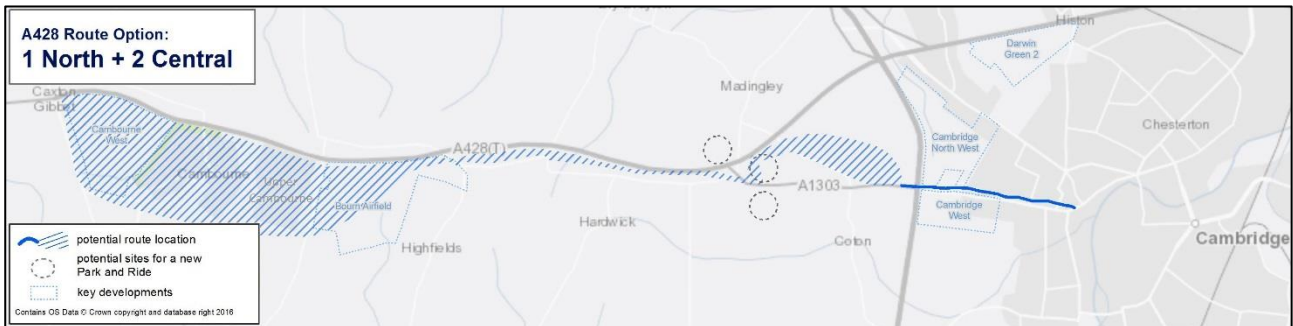 A428 Route Option:
1 North + 2 Central
Histon
Darwin
Green 2
Madingley
Caxton
Gibbet
Chesterton
Cambourne
West
Cambridge
North West
A428(T)
Cambourne
Upper
Cambourne
A1303
Bourn Airfield
Cambridge
West
Hardwick
Coton
Highfields
Cambridge
potential route location
potential sites for a new
Park and Ride
key developments
Contains OS Data © Crown copyright and database right 2016